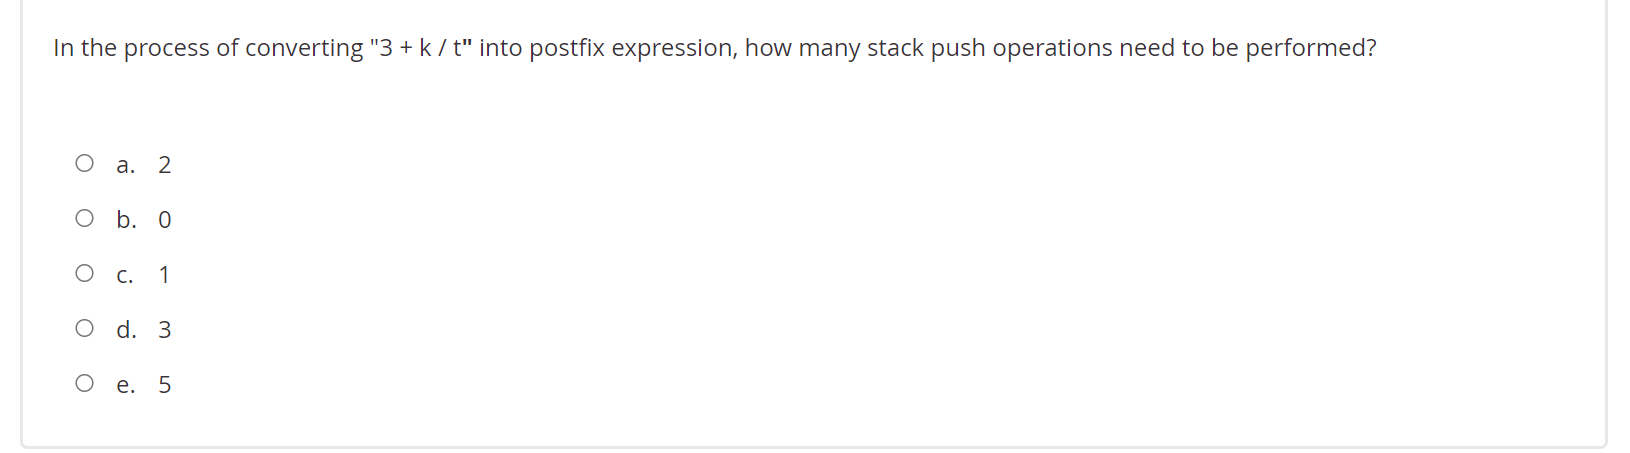 In the process of converting "3 + k / t" into postfix expression, how many stack push operations need to be performed?
a. 2
b. 0
c. 1
d. 3
e. 5